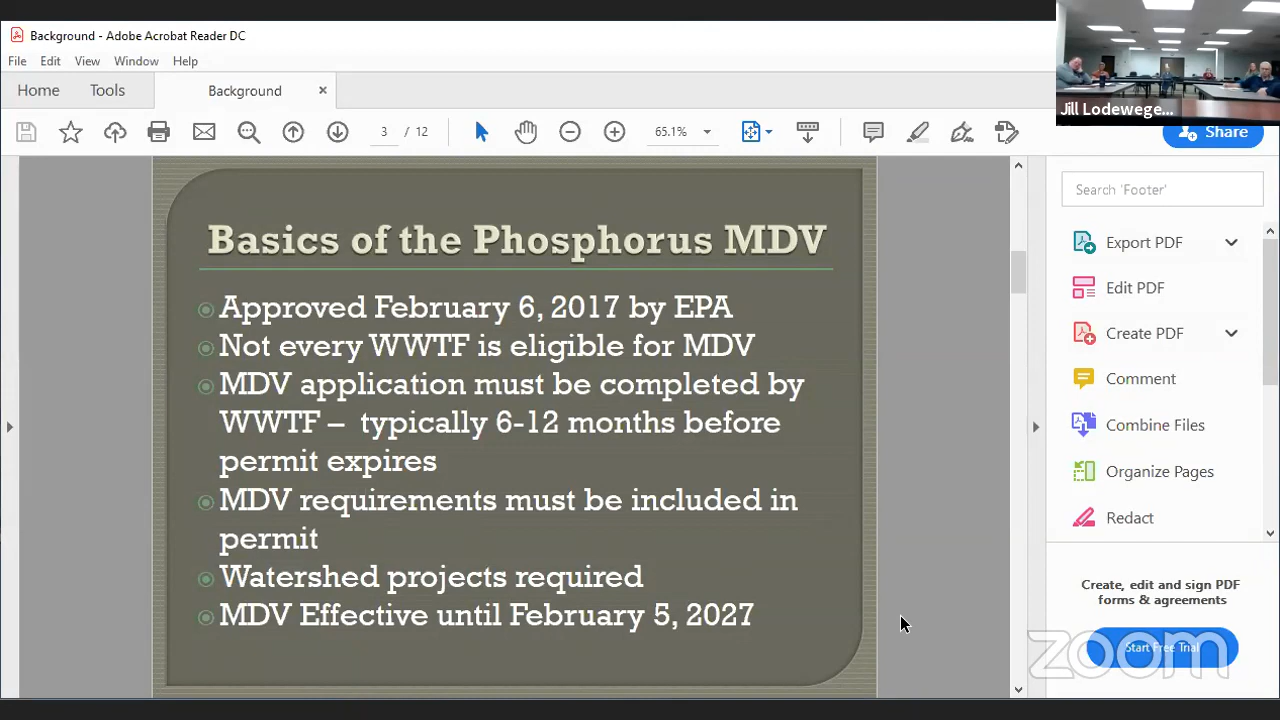 Background - Adobe Acrobat Reader DC
File Edit View Window Help
Home Tools Background ×
3 / 12 65.1% Share
Jill Lodewege...
Basics of the Phosphorus MDV
Approved February 6, 2017 by EPA
Not every WWTF is eligible for MDV
MDV application must be completed by
WWTF – typically 6-12 months before
permit expires
MDV requirements must be included in
permit
Watershed projects required
MDV Effective until February 5, 2027
Search 'Footer'
Export PDF
Edit PDF
Create PDF
Comment
Combine Files
Organize Pages
Redact
Create, edit and sign PDF
forms & agreements
Start Free Trial
zoom